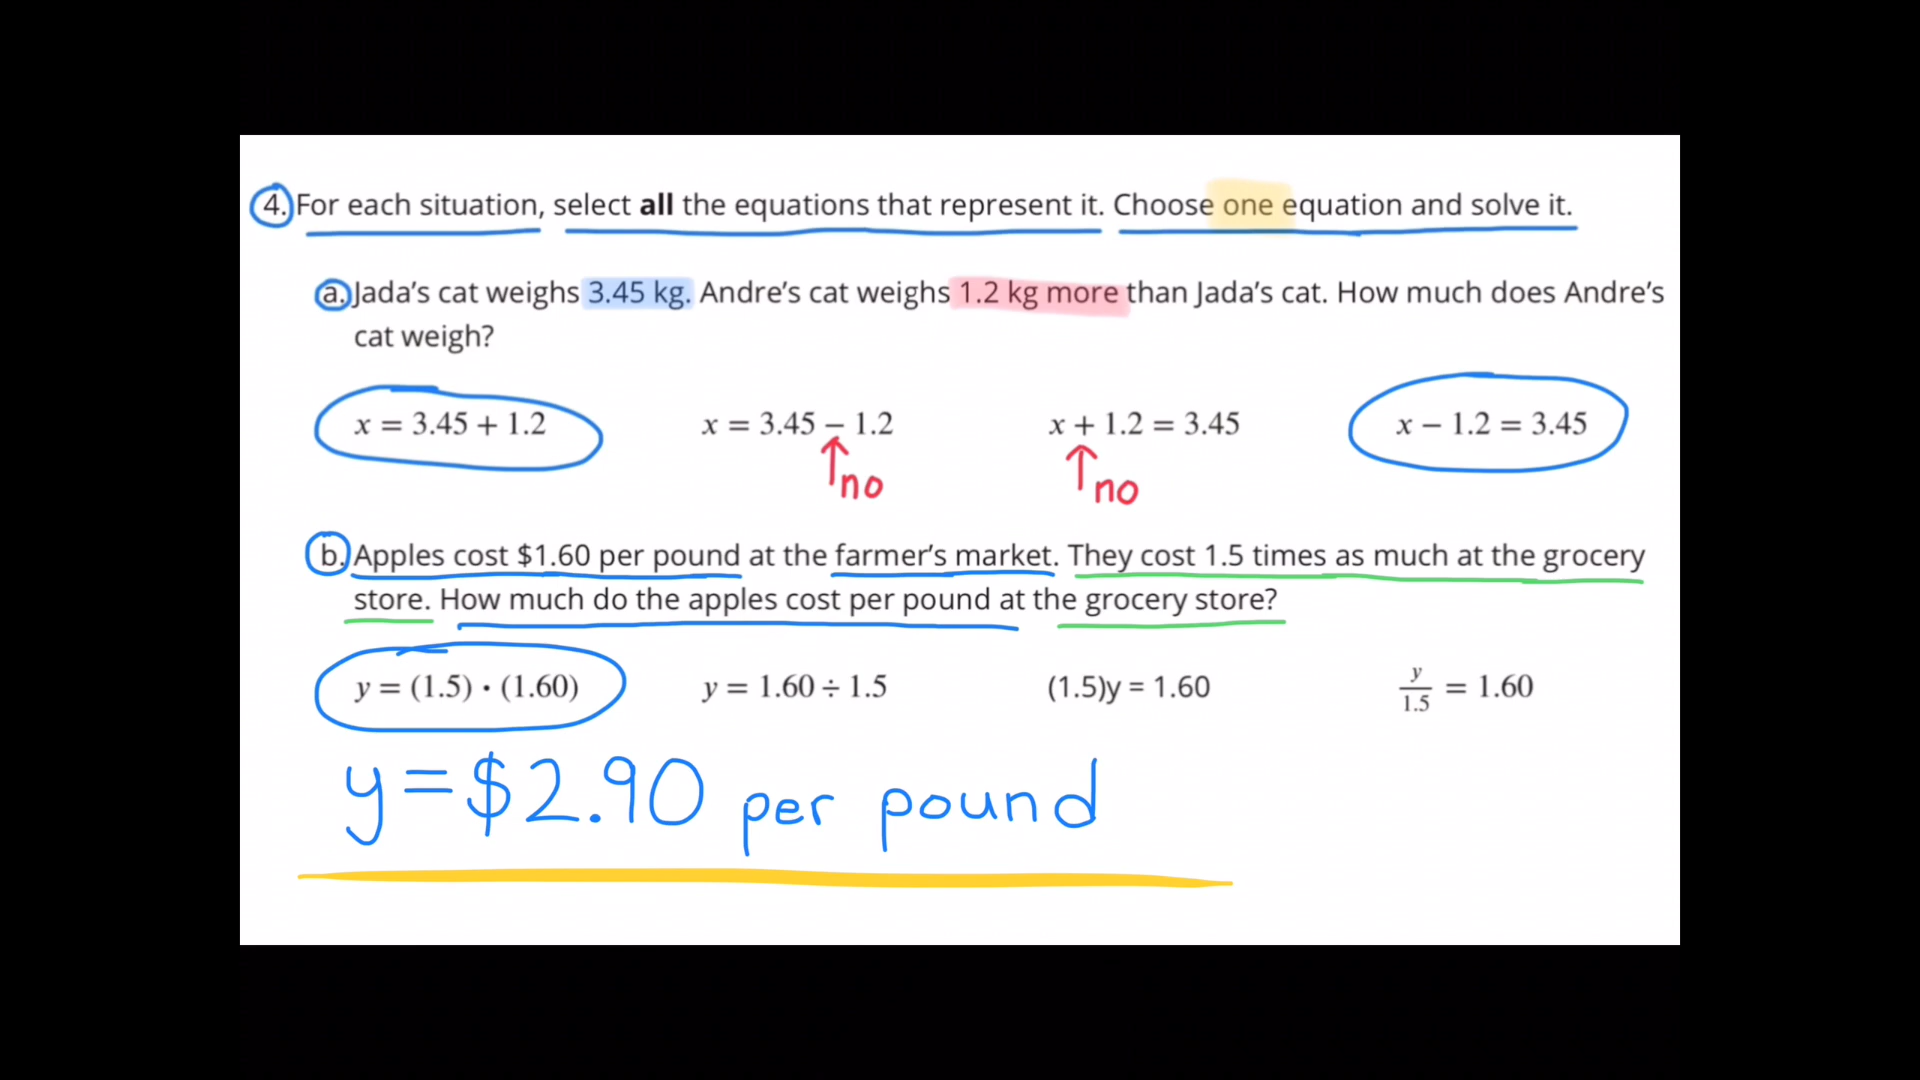 4. For each situation, select all the equations that represent it. Choose one equation and solve it.
a. Jada's cat weighs 3.45 kg. Andre's cat weighs 1.2 kg more than Jada's cat. How much does Andre's
cat weigh?
x = 3.45 + 1.2
x = 3.45 − 1.2
x + 1.2 = 3.45
x − 1.2 = 3.45
no
no
b. Apples cost $1.60 per pound at the farmer's market. They cost 1.5 times as much at the grocery
store. How much do the apples cost per pound at the grocery store?
y = (1.5) · (1.60)
y = 1.60 ÷ 1.5
(1.5)y = 1.60
y/1.5 = 1.60
y = $2.90 per pound